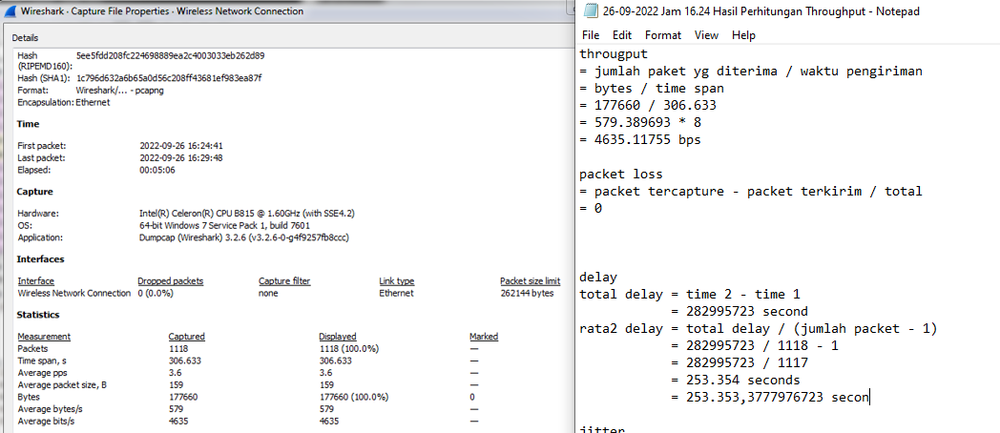 Wireshark · Capture File Properties · Wireless Network Connection
Details
Hash (RIPEMD160): 5ee5fdd208fc224698889ea2c4003033eb262d89
Hash (SHA1): 1c796d632a6b65a0d56c208ff43681ef983ea87f
Format: Wireshark/... - pcapng
Encapsulation: Ethernet
Time
First packet: 2022-09-26 16:24:41
Last packet: 2022-09-26 16:29:48
Elapsed: 00:05:06
Capture
Hardware: Intel(R) Celeron(R) CPU B815 @ 1.60GHz (with SSE4.2)
OS: 64-bit Windows 7 Service Pack 1, build 7601
Application: Dumpcap (Wireshark) 3.2.6 (v3.2.6-0-g4f9257fb8ccc)
Interfaces
Interface Dropped packets Capture filter Link type Packet size limit
Wireless Network Connection 0 (0.0%) none Ethernet 262144 bytes
Statistics
Measurement Captured Displayed Marked
Packets 1118 1118 (100.0%) —
Time span, s 306.633 306.633 —
Average pps 3.6 3.6 —
Average packet size, B 159 159 —
Bytes 177660 177660 (100.0%) 0
Average bytes/s 579 579 —
Average bits/s 4635 4635 —
26-09-2022 Jam 16.24 Hasil Perhitungan Throughput - Notepad
File Edit Format View Help
througput
= jumlah paket yg diterima / waktu pengiriman
= bytes / time span
= 177660 / 306.633
= 579.389693 * 8
= 4635.11755 bps
packet loss
= packet tercapture - packet terkirim / total
= 0
delay
total delay = time 2 - time 1
= 282995723 second
rata2 delay = total delay / (jumlah packet - 1)
= 282995723 / 1118 - 1
= 282995723 / 1117
= 253.354 seconds
= 253.353,3777976723 secon
jitter